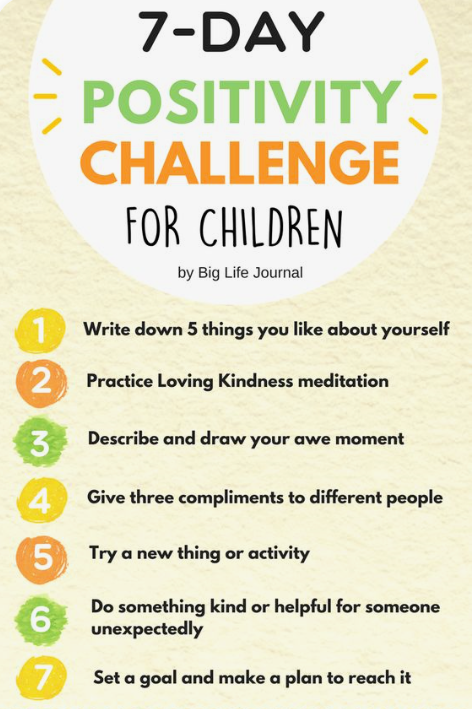 7-DAY
POSITIVITY
CHALLENGE
FOR CHILDREN
by Big Life Journal
1 Write down 5 things you like about yourself
2 Practice Loving Kindness meditation
3 Describe and draw your awe moment
4 Give three compliments to different people
5 Try a new thing or activity
6 Do something kind or helpful for someone
unexpectedly
7 Set a goal and make a plan to reach it